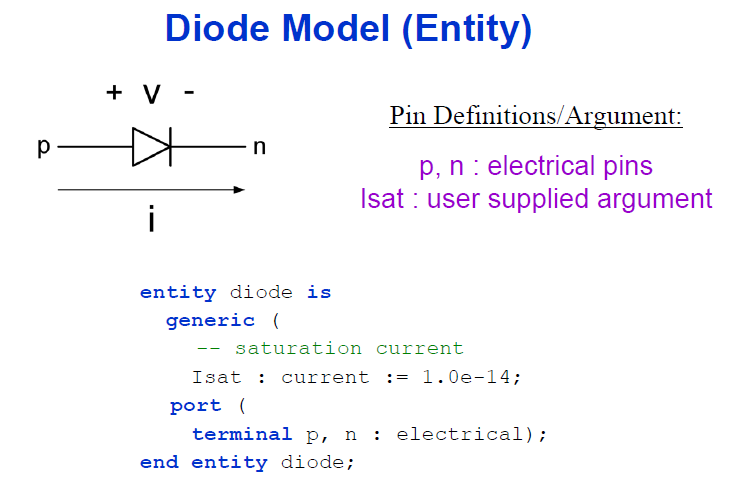 Diode Model (Entity)
+ v -
p
n
i
Pin Definitions/Argument:
p, n : electrical pins
Isat : user supplied argument
entity diode is
generic (
-- saturation current
Isat : current := 1.0e-14;
port (
terminal p, n : electrical);
end entity diode;